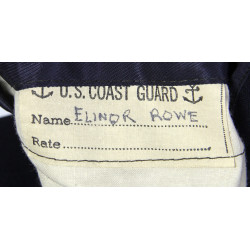 U.S. COAST GUARD
Name ELINOR ROWE
Rate